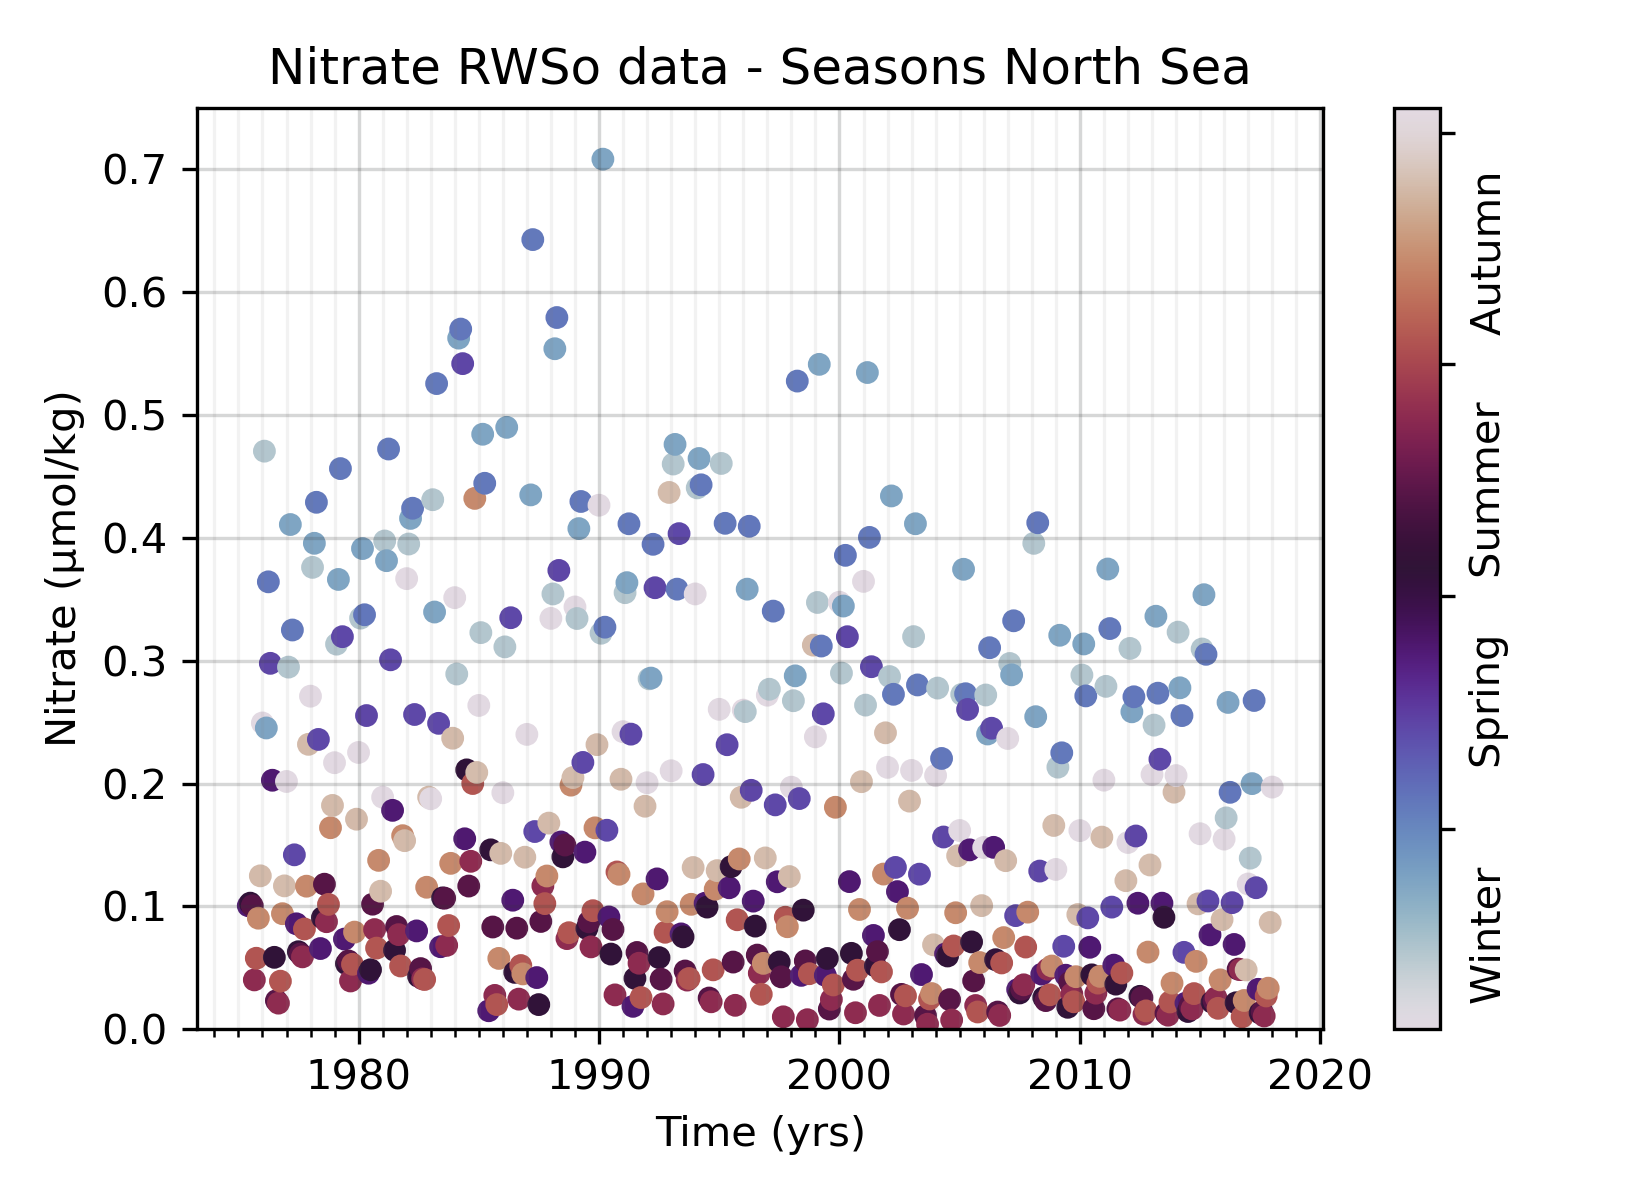 Nitrate RWSo data - Seasons North Sea
0.7
0.6
0.5
0.4
0.3
0.2
0.1
0.0
Nitrate (μmol/kg)
1980 1990 2000 2010 2020
Time (yrs)
Autumn
Summer
Spring
Winter